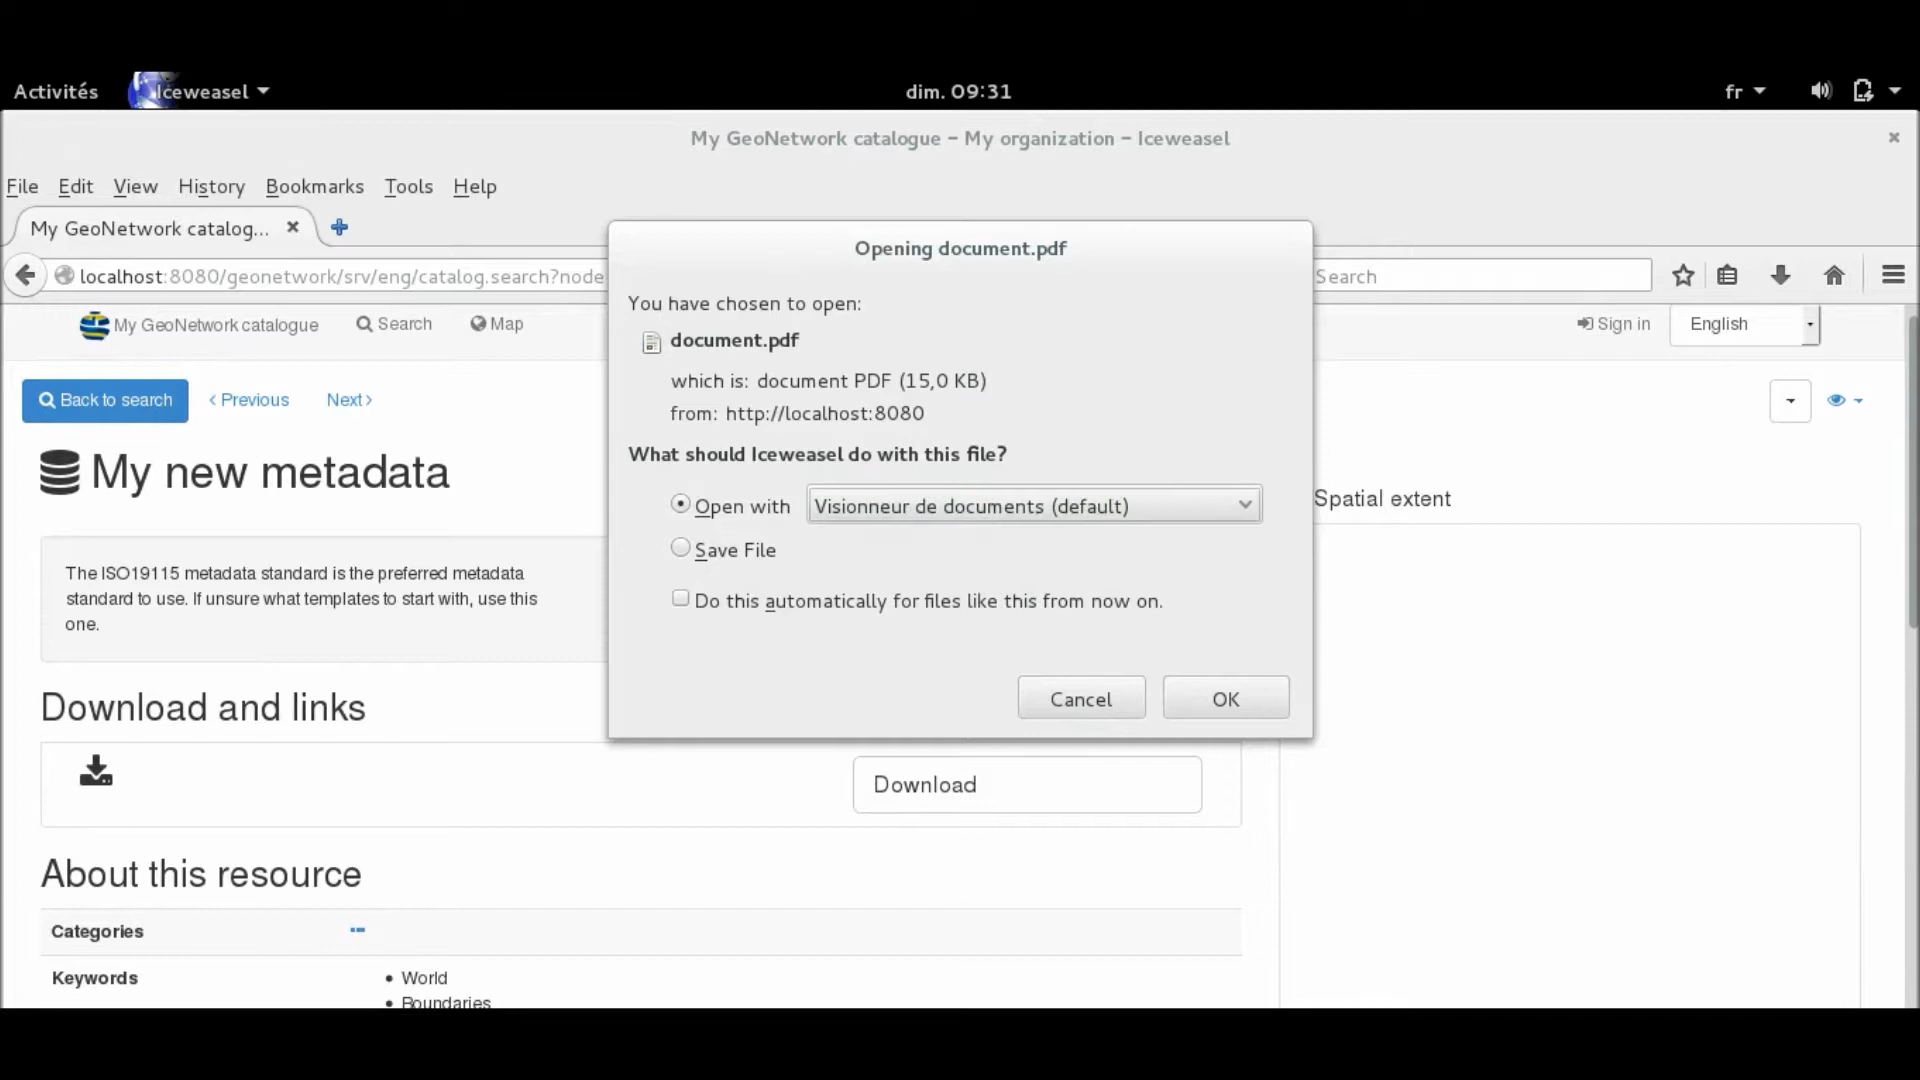 Activités Iceweasel dim. 09:31 fr
My GeoNetwork catalogue – My organization – Iceweasel
File Edit View History Bookmarks Tools Help
My GeoNetwork catalog...
localhost:8080/geonetwork/srv/eng/catalog.search?node
Search
My GeoNetwork catalogue Search Map Sign in English
Back to search Previous Next
My new metadata
The ISO19115 metadata standard is the preferred metadata
standard to use. If unsure what templates to start with, use this
one.
Download and links
Download
About this resource
Categories
Keywords
World
Boundaries
Spatial extent
Opening document.pdf
You have chosen to open:
document.pdf
which is: document PDF (15,0 KB)
from: http://localhost:8080
What should Iceweasel do with this file?
Open with Visionneur de documents (default)
Save File
Do this automatically for files like this from now on.
Cancel OK